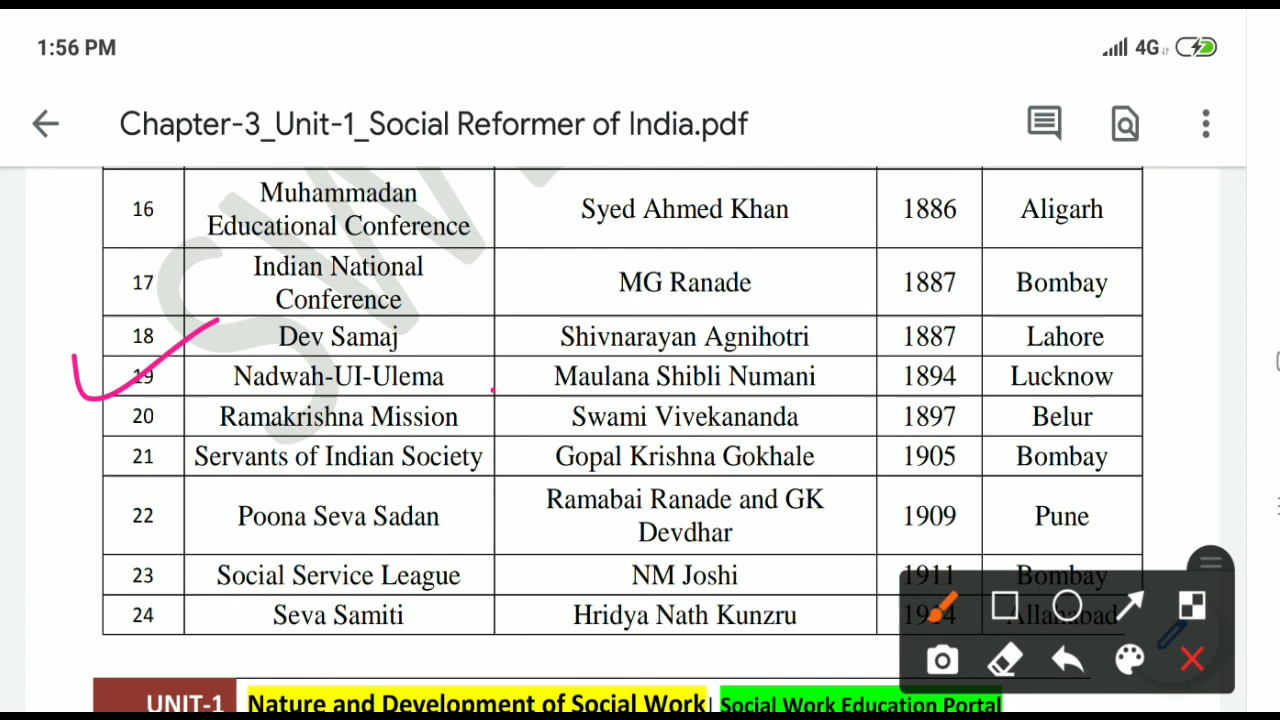 1:56 PM
4G
Chapter-3_Unit-1_Social Reformer of India.pdf
16 Muhammadan Educational Conference Syed Ahmed Khan 1886 Aligarh
17 Indian National Conference MG Ranade 1887 Bombay
18 Dev Samaj Shivnarayan Agnihotri 1887 Lahore
19 Nadwah-UI-Ulema Maulana Shibli Numani 1894 Lucknow
20 Ramakrishna Mission Swami Vivekananda 1897 Belur
21 Servants of Indian Society Gopal Krishna Gokhale 1905 Bombay
22 Poona Seva Sadan Ramabai Ranade and GK Devdhar 1909 Pune
23 Social Service League NM Joshi 1911 Bombay
24 Seva Samiti Hridya Nath Kunzru Allahabad
UNIT-1 Nature and Development of Social Work| Social Work Education Portal